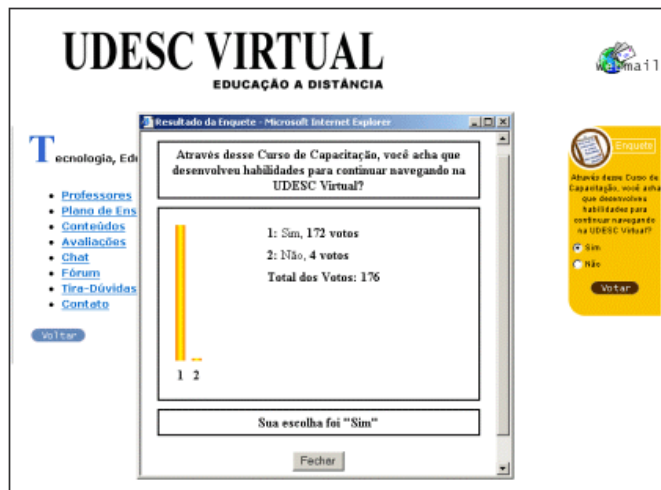 UDESC VIRTUAL
EDUCAÇÃO A DISTÂNCIA
webmail
Tecnologia, Edu
Professores
Plano de Ens
Conteúdos
Avaliações
Chat
Fórum
Tira-Dúvidas
Contato
Voltar
Resultado da Enquete - Microsoft Internet Explorer
Através desse Curso de Capacitação, você acha que
desenvolveu habilidades para continuar navegando na
UDESC Virtual?
1: Sim, 172 votos
2: Não, 4 votos
Total dos Votos: 176
1 2
Sua escolha foi "Sim"
Fechar
Enquete
Através desse Curso de
Capacitação, você acha
que desenvolveu
habilidades para
continuar navegando
na UDESC Virtual?
Sim
Não
Votar